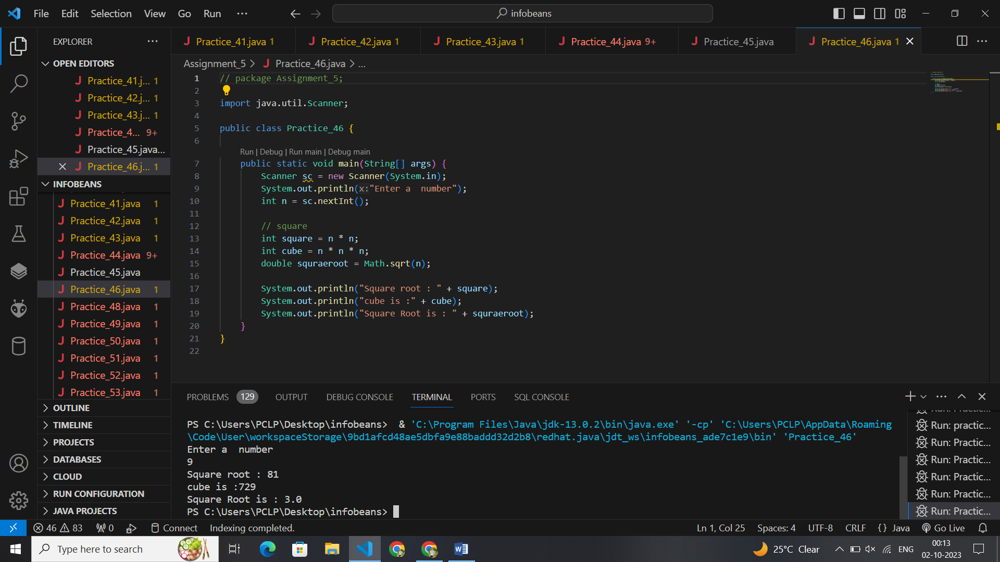 File Edit Selection View Go Run ···
infobeans
EXPLORER ···
OPEN EDITORS
Practice_41.j... 1
Practice_42.j... 1
Practice_43.j... 1
Practice_4... 9+
Practice_45.java...
Practice_46.j... 1
INFOBEANS
Practice_41.java 1
Practice_42.java 1
Practice_43.java 1
Practice_44.java 9+
Practice_45.java
Practice_46.java 1
Practice_48.java 1
Practice_49.java 1
Practice_50.java 1
Practice_51.java 1
Practice_52.java 1
Practice_53.java 1
OUTLINE
TIMELINE
PROJECTS
DATABASES
CLOUD
RUN CONFIGURATION
JAVA PROJECTS
Practice_41.java 1 Practice_42.java 1 Practice_43.java 1 Practice_44.java 9+ Practice_45.java Practice_46.java 1
Assignment_5 > Practice_46.java > ...
1 // package Assignment_5;
2
3 import java.util.Scanner;
4
5 public class Practice_46 {
6
Run | Debug | Run main | Debug main
7 public static void main(String[] args) {
8 Scanner sc = new Scanner(System.in);
9 System.out.println(x:"Enter a  number");
10 int n = sc.nextInt();
11
12 // square
13 int square = n * n;
14 int cube = n * n * n;
15 double squraeroot = Math.sqrt(n);
16
17 System.out.println("Square root : " + square);
18 System.out.println("cube is :" + cube);
19 System.out.println("Square Root is : " + squraeroot);
20 }
21 }
22
PROBLEMS 129 OUTPUT DEBUG CONSOLE TERMINAL PORTS SQL CONSOLE
PS C:\Users\PCLP\Desktop\infobeans>  & 'C:\Program Files\Java\jdk-13.0.2\bin\java.exe' '-cp' 'C:\Users\PCLP\AppData\Roaming
\Code\User\workspaceStorage\9bd1afcd48ae5dbfa9e88baddd32d2b8\redhat.java\jdt_ws\infobeans_ade7c1e9\bin' 'Practice_46'
Enter a  number
9
Square root : 81
cube is :729
Square Root is : 3.0
PS C:\Users\PCLP\Desktop\infobeans>
Run: practic...
Run: Practic...
Run: Practic...
Run: Practic...
Run: Practic...
Run: Practic...
46 83 0 Connect Indexing completed. Ln 1, Col 25 Spaces: 4 UTF-8 CRLF {} Java Go Live
Type here to search 25°C Clear ENG 00:13
02-10-2023